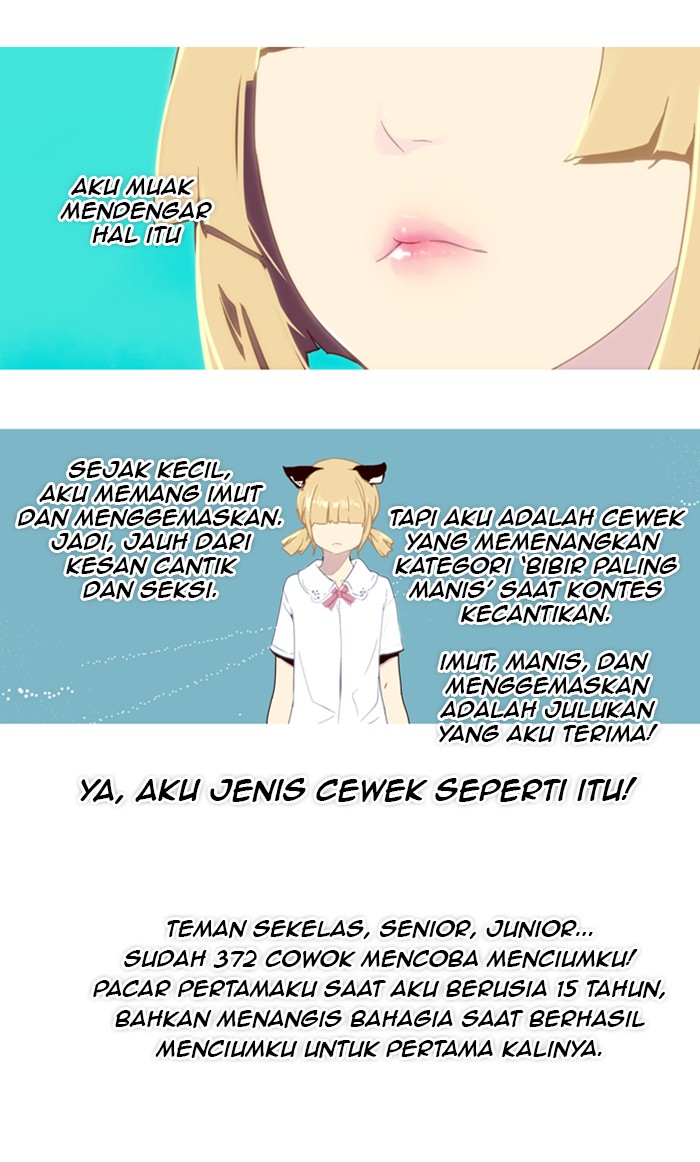 AKU MUAK
MENDENGAR
HAL ITU
SEJAK KECIL,
AKU MEMANG IMUT
DAN MENGGEMASKAN.
JADI, JAUH DARI
KESAN CANTIK
DAN SEKSI.
TAPI AKU ADALAH CEWEK
YANG MEMENANGKAN
KATEGORI 'BIBIR PALING
MANIS' SAAT KONTES
KECANTIKAN.
IMUT, MANIS, DAN
MENGGEMASKAN
ADALAH JULUKAN
YANG AKU TERIMA!
YA, AKU JENIS CEWEK SEPERTI ITU!
TEMAN SEKELAS, SENIOR, JUNIOR...
SUDAH 372 COWOK MENCOBA MENCIUMKU!
PACAR PERTAMAKU SAAT AKU BERUSIA 15 TAHUN,
BAHKAN MENANGIS BAHAGIA SAAT BERHASIL
MENCIUMKU UNTUK PERTAMA KALINYA.